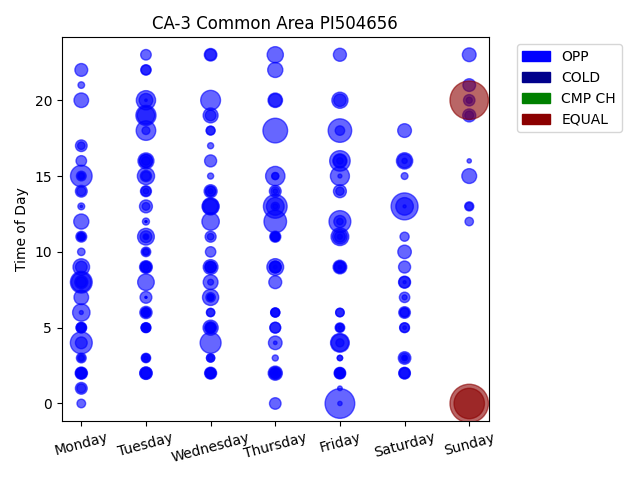 CA-3 Common Area PI504656
OPP
COLD
CMP CH
EQUAL
Time of Day
20
15
10
5
0
Monday
Tuesday
Wednesday
Thursday
Friday
Saturday
Sunday